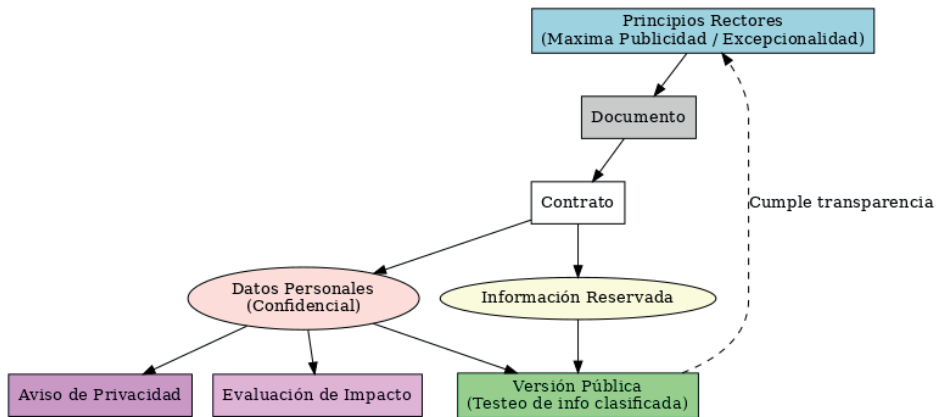 Principios Rectores
(Maxima Publicidad / Excepcionalidad)
Documento
Contrato
Cumple transparencia
Datos Personales
(Confidencial)
Información Reservada
Aviso de Privacidad
Evaluación de Impacto
Versión Pública
(Testeo de info clasificada)